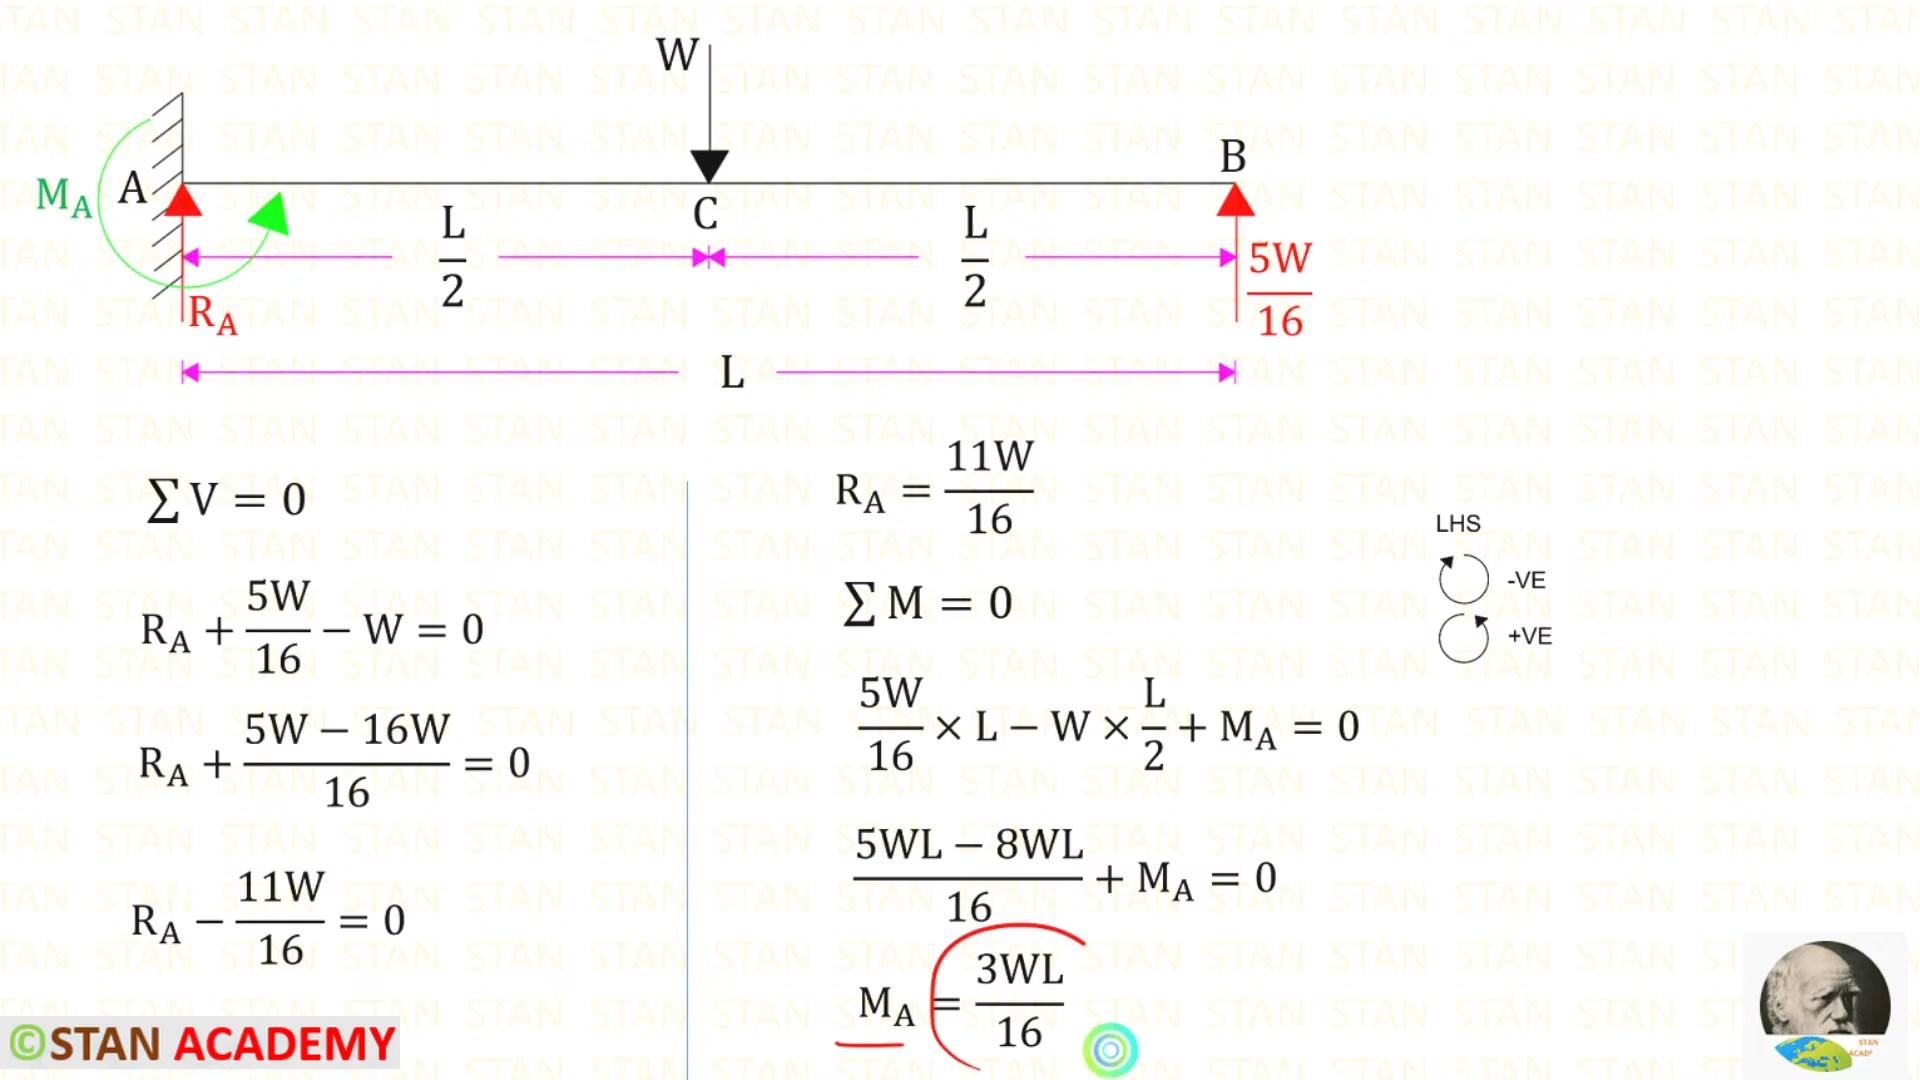 W
B
M_A
A
C
L/2
L/2
5W/16
R_A
L
∑V = 0
R_A + 5W/16 − W = 0
R_A + (5W − 16W)/16 = 0
R_A − 11W/16 = 0
R_A = 11W/16
∑M = 0
5W/16 × L − W × L/2 + M_A = 0
(5WL − 8WL)/16 + M_A = 0
M_A = 3WL/16
LHS
-VE
+VE
©STAN ACADEMY
STAN